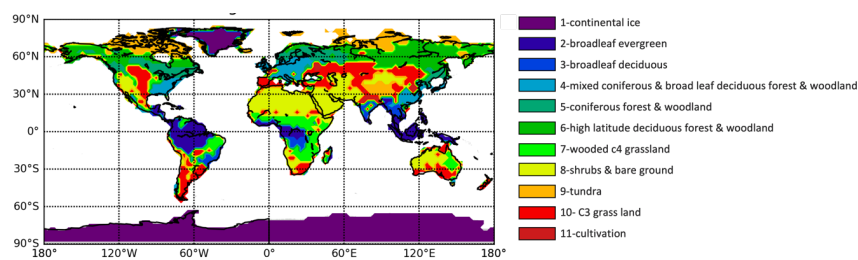 90°N
60°N
30°N
0°
30°S
60°S
90°S
180°
120°W
60°W
0°
60°E
120°E
180°
1-continental ice
2-broadleaf evergreen
3-broadleaf deciduous
4-mixed coniferous & broad leaf deciduous forest & woodland
5-coniferous forest & woodland
6-high latitude deciduous forest & woodland
7-wooded c4 grassland
8-shrubs & bare ground
9-tundra
10- C3 grass land
11-cultivation